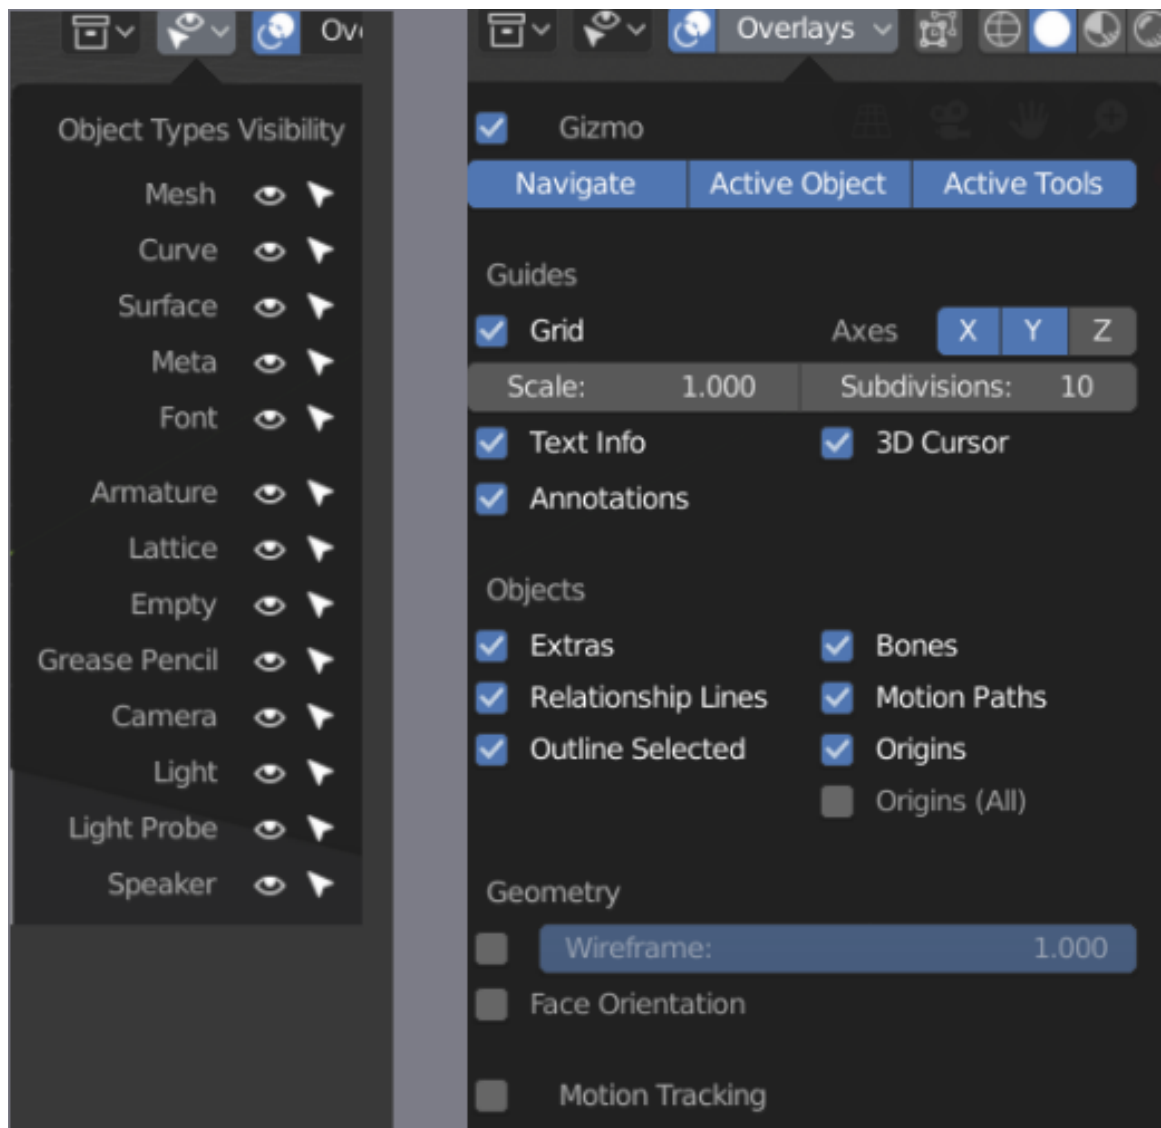 Ov
Object Types Visibility
Mesh
Curve
Surface
Meta
Font
Armature
Lattice
Empty
Grease Pencil
Camera
Light
Light Probe
Speaker
Overlays
Gizmo
Navigate Active Object Active Tools
Guides
Grid Axes X Y Z
Scale: 1.000 Subdivisions: 10
Text Info 3D Cursor
Annotations
Objects
Extras Bones
Relationship Lines Motion Paths
Outline Selected Origins
Origins (All)
Geometry
Wireframe: 1.000
Face Orientation
Motion Tracking